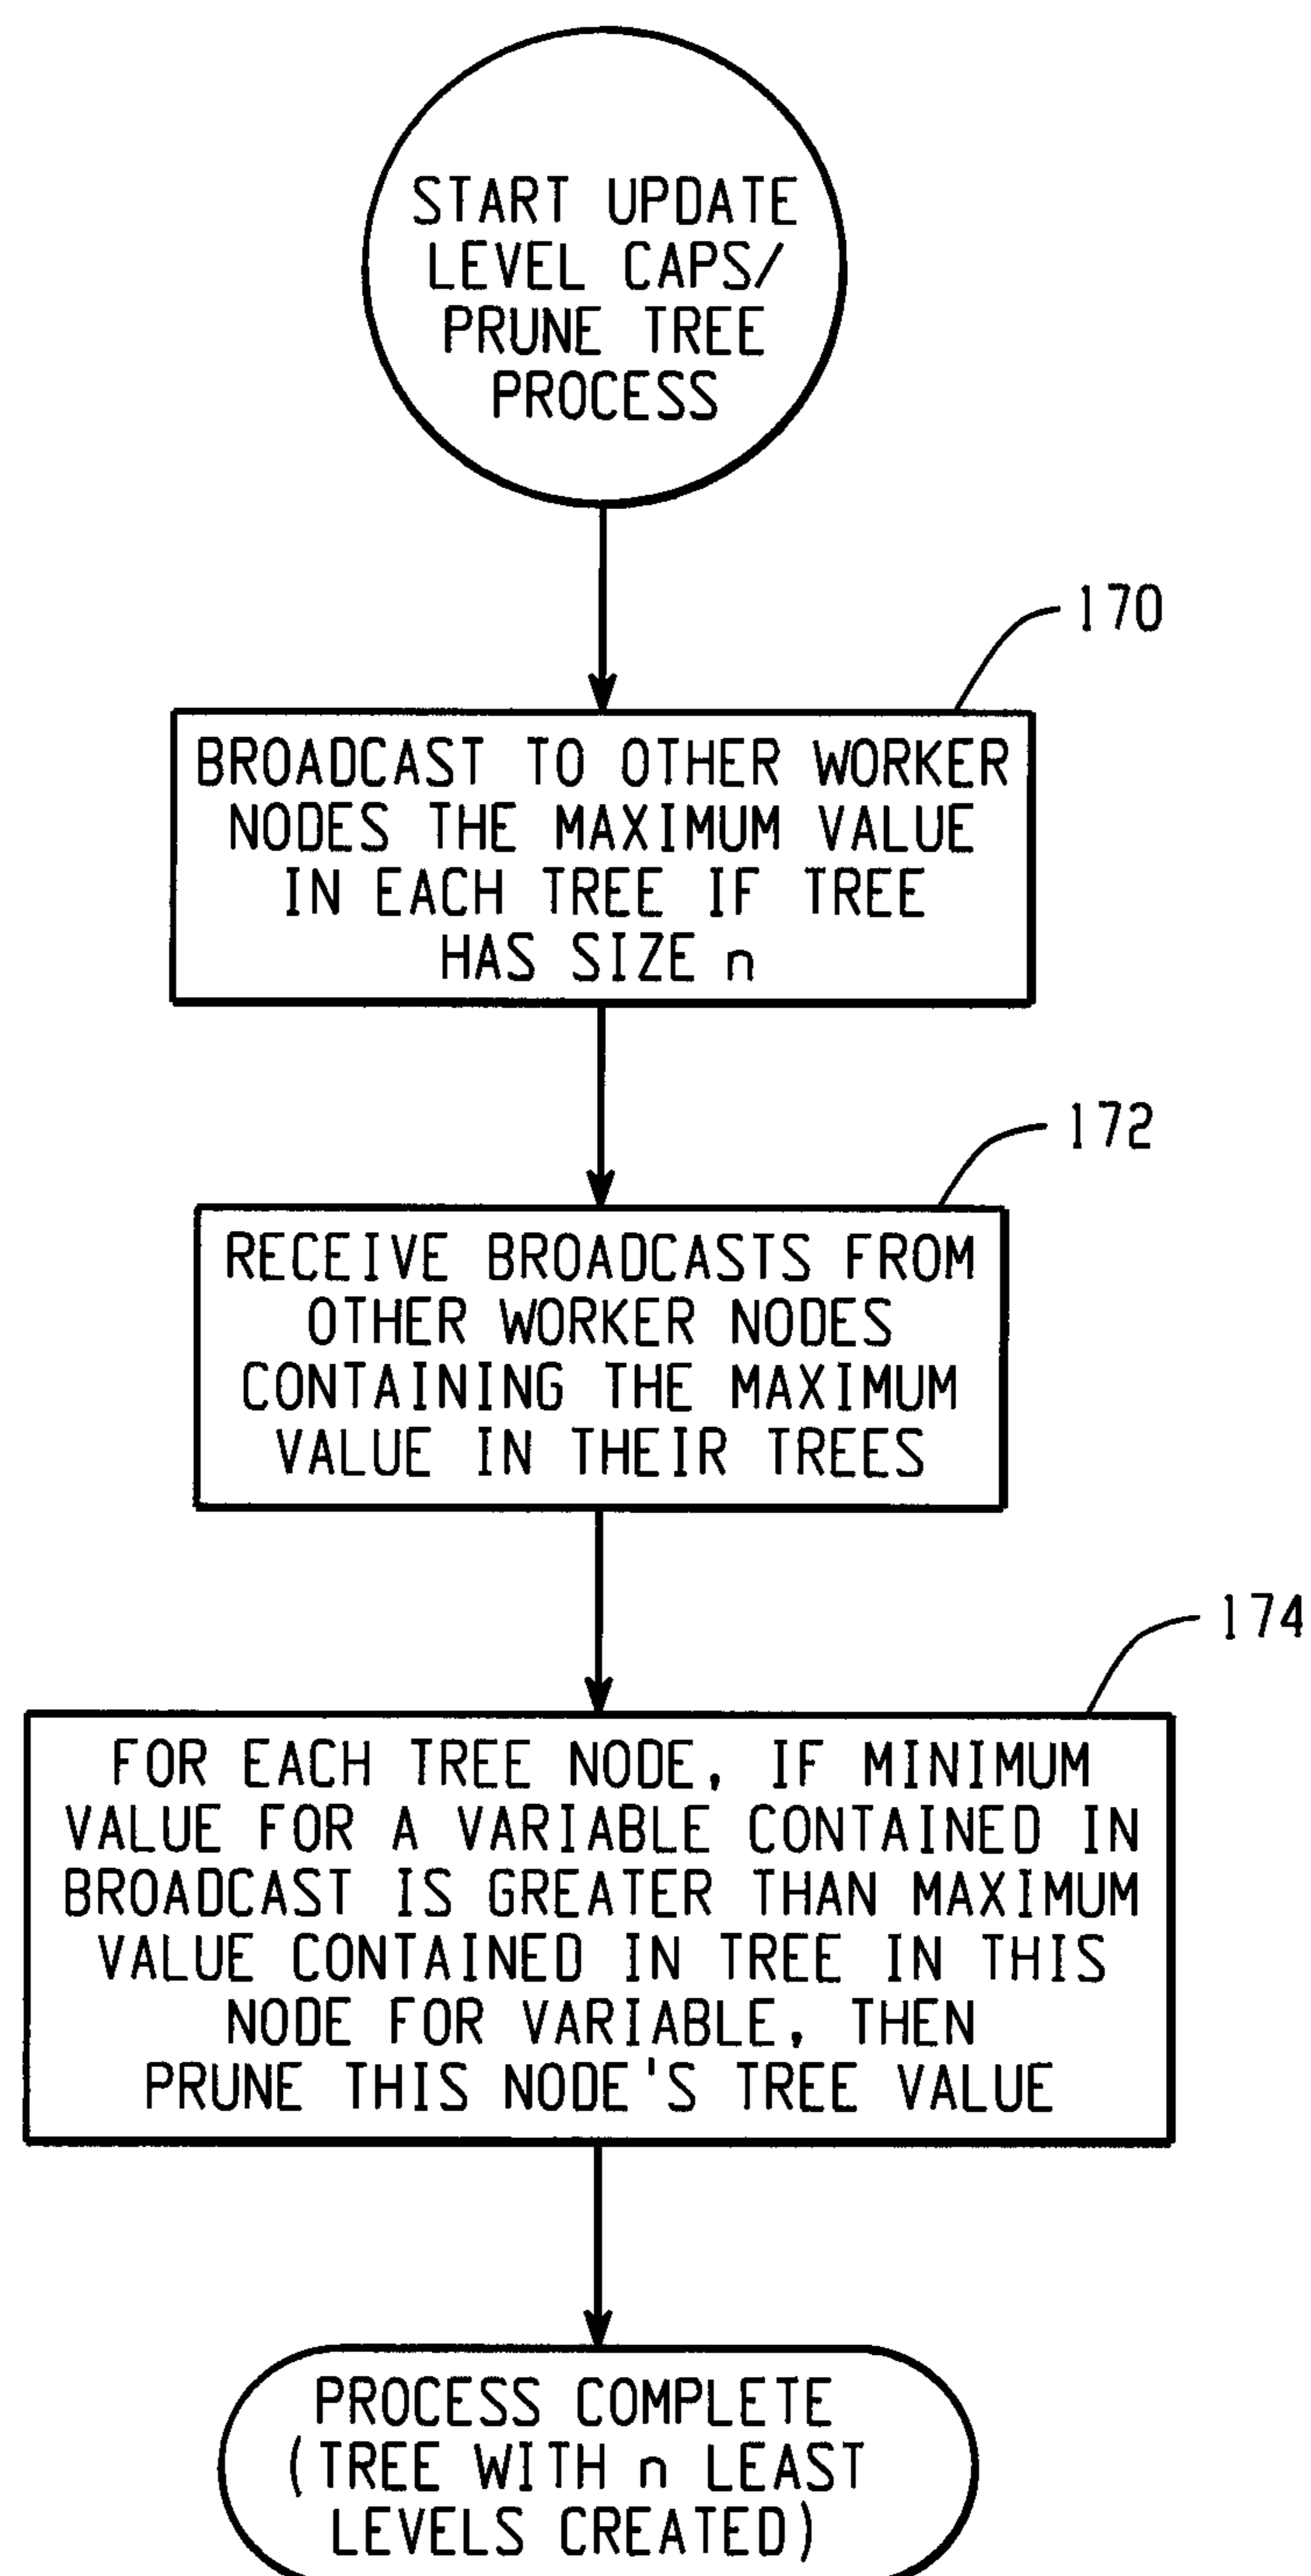 START UPDATE
LEVEL CAPS/
PRUNE TREE
PROCESS
170
BROADCAST TO OTHER WORKER
NODES THE MAXIMUM VALUE
IN EACH TREE IF TREE
HAS SIZE n
172
RECEIVE BROADCASTS FROM
OTHER WORKER NODES
CONTAINING THE MAXIMUM
VALUE IN THEIR TREES
174
FOR EACH TREE NODE, IF MINIMUM
VALUE FOR A VARIABLE CONTAINED IN
BROADCAST IS GREATER THAN MAXIMUM
VALUE CONTAINED IN TREE IN THIS
NODE FOR VARIABLE, THEN
PRUNE THIS NODE'S TREE VALUE
PROCESS COMPLETE
(TREE WITH n LEAST
LEVELS CREATED)